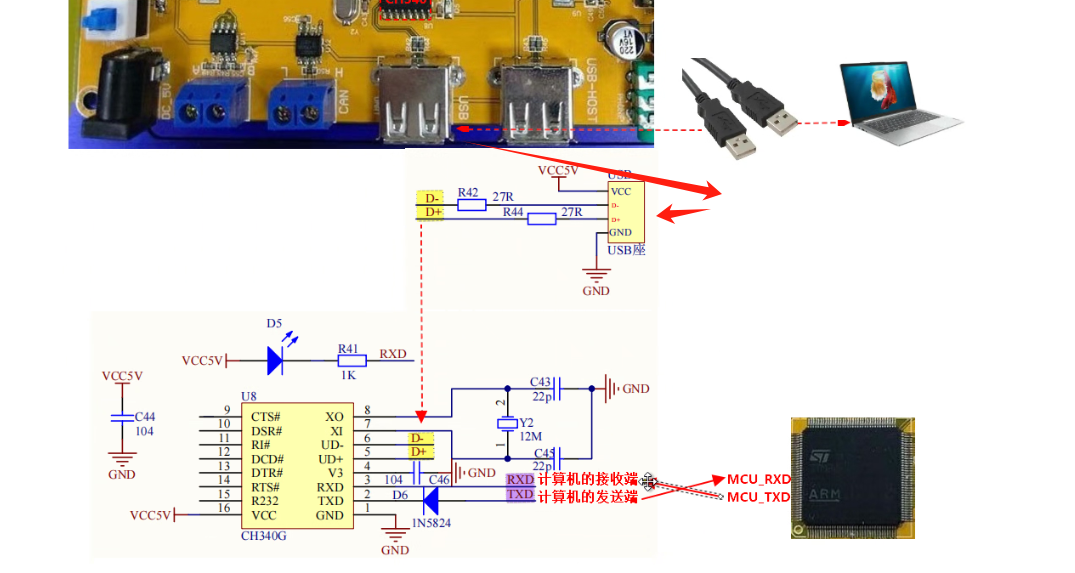 CH340
U8
Y2
220
16V
VT
DC_5V
A
H
CAN
USB
USB-HOST
VCC5V
USB
VCC
D-
D+
GND
D-
D+
R42
27R
R44
27R
USB座
GND
D5
VCC5V
R41
RXD
1K
VCC5V
C44
104
GND
U8
9 CTS# XO 8
10 DSR# XI 7
11 RI# UD- 6
12 DCD# UD+ 5
13 DTR# V3 4
14 RTS# RXD 3
15 R232 TXD 2
16 VCC GND 1
VCC5V
CH340G
D-
D+
C43
22p
GND
2
Y2
12M
1
C45
22p
GND
104
C46
D6
1N5824
GND
RXD 计算机的接收端
TXD 计算机的发送端
MCU_RXD
MCU_TXD
ST
ARM